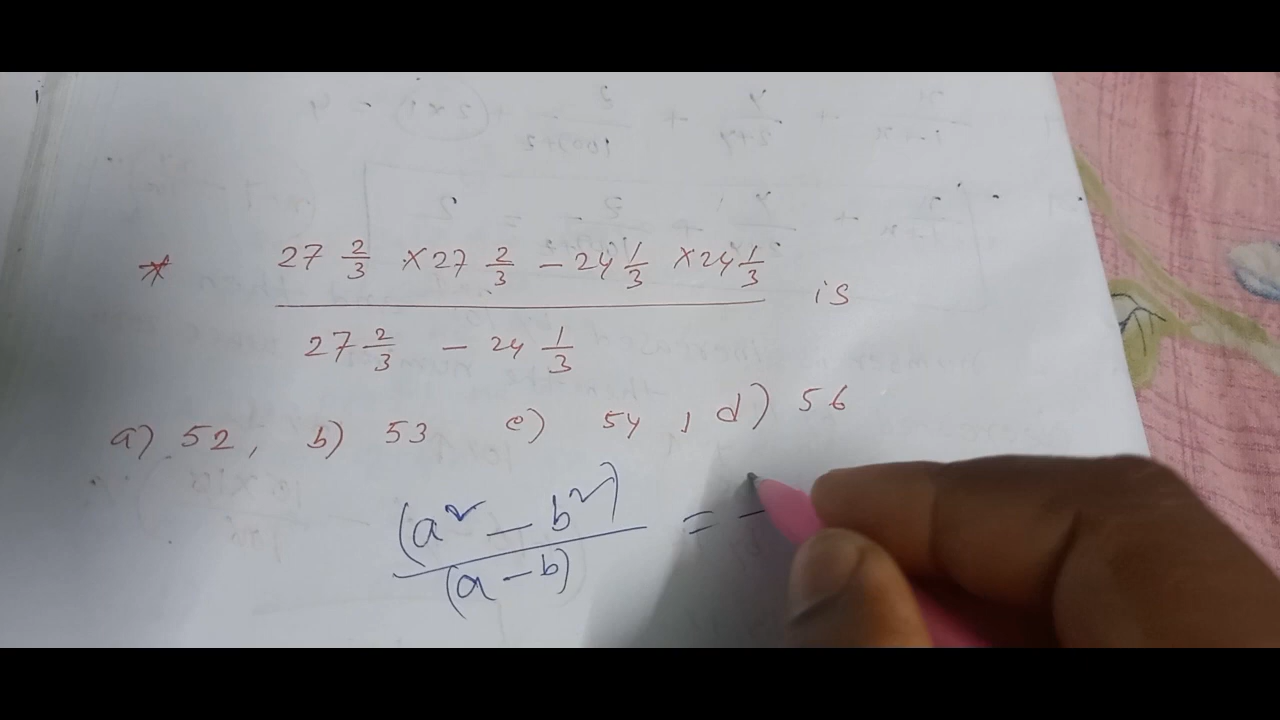 * 27 2/3 × 27 2/3 – 24 1/3 × 24 1/3 is
27 2/3 – 24 1/3
a) 52, b) 53 c) 54, d) 56
(a² – b²) =
(a – b)